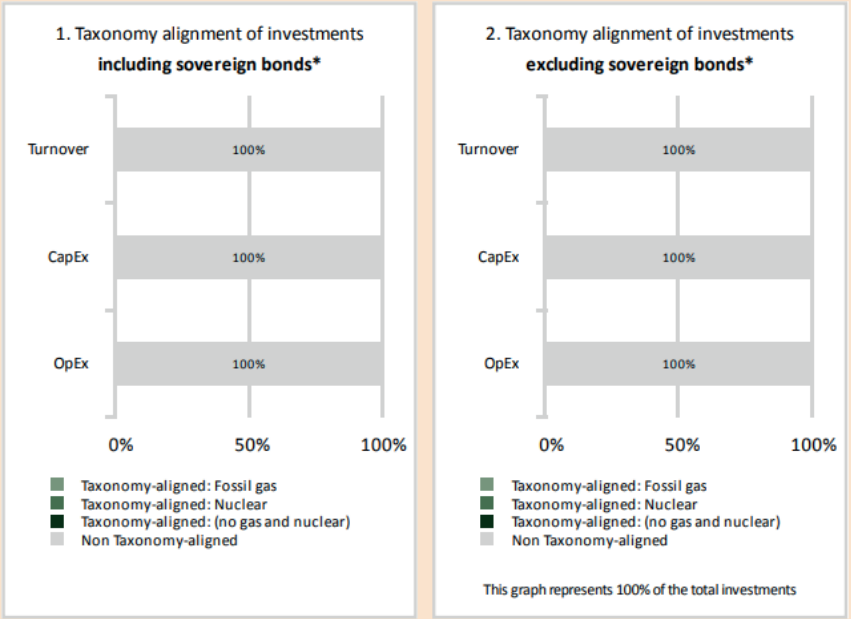 1. Taxonomy alignment of investments
including sovereign bonds*
Turnover
100%
CapEx
100%
OpEx
100%
0% 50% 100%
Taxonomy-aligned: Fossil gas
Taxonomy-aligned: Nuclear
Taxonomy-aligned: (no gas and nuclear)
Non Taxonomy-aligned
2. Taxonomy alignment of investments
excluding sovereign bonds*
Turnover
100%
CapEx
100%
OpEx
100%
0% 50% 100%
Taxonomy-aligned: Fossil gas
Taxonomy-aligned: Nuclear
Taxonomy-aligned: (no gas and nuclear)
Non Taxonomy-aligned
This graph represents 100% of the total investments